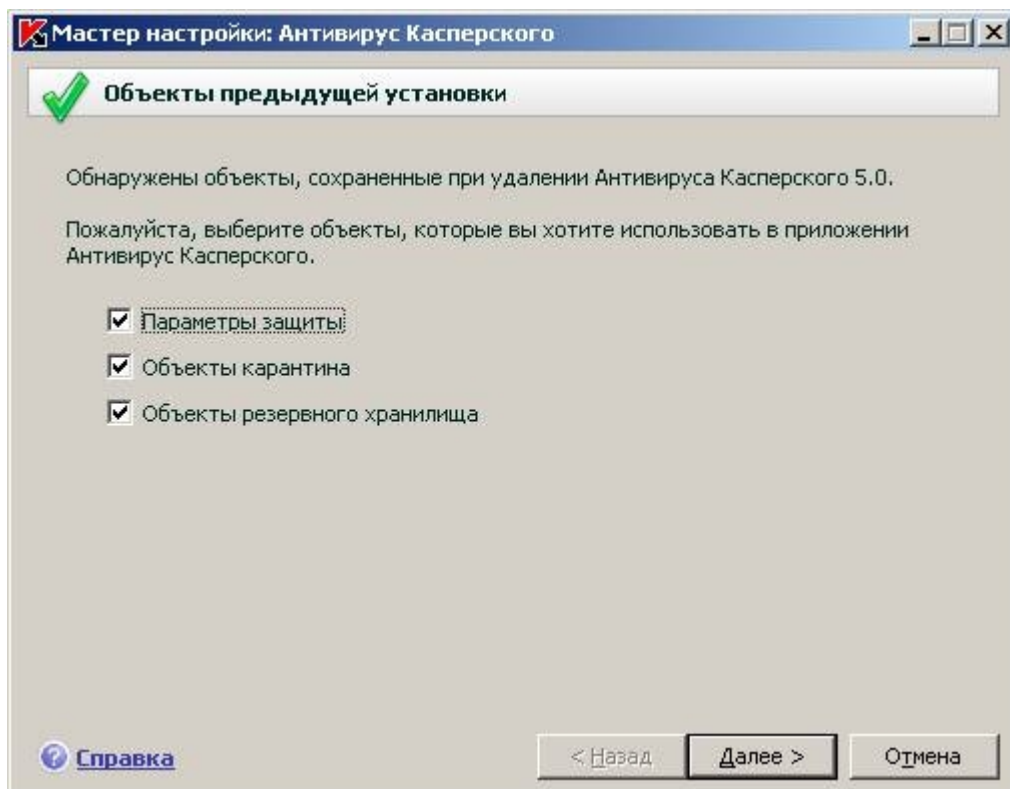 Мастер настройки: Антивирус Касперского
Объекты предыдущей установки
Обнаружены объекты, сохраненные при удалении Антивируса Касперского 5.0.
Пожалуйста, выберите объекты, которые вы хотите использовать в приложении
Антивирус Касперского.
Параметры защиты
Объекты карантина
Объекты резервного хранилища
Справка
< Назад
Далее >
Отмена